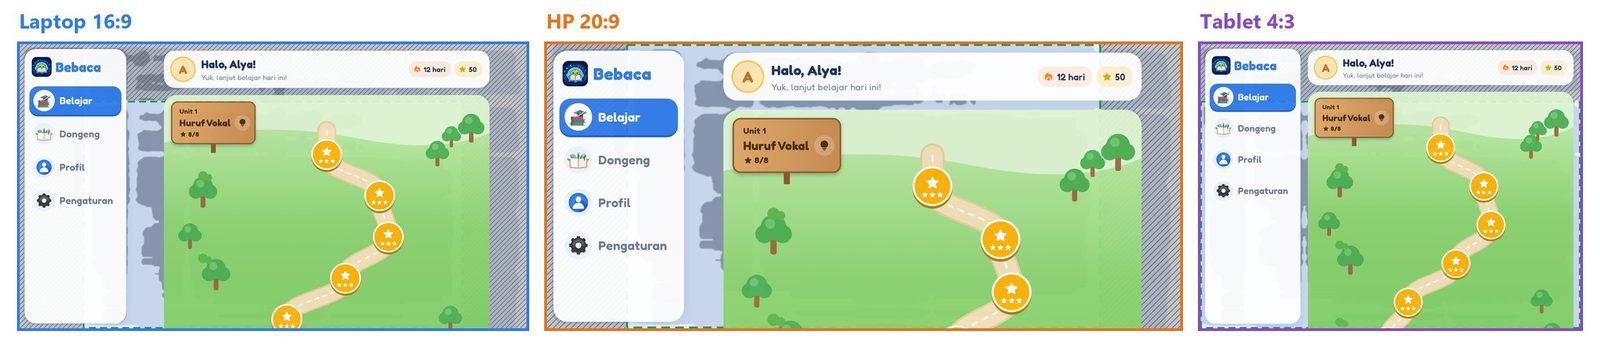 Laptop 16:9
Bebaca
Belajar
Dongeng
Profil
Pengaturan
A
Halo, Alya!
Yuk, lanjut belajar hari ini!
12 hari
50
Unit 1
Huruf Vokal
★ 8/8
HP 20:9
Bebaca
Belajar
Dongeng
Profil
Pengaturan
A
Halo, Alya!
Yuk, lanjut belajar hari ini!
12 hari
50
Unit 1
Huruf Vokal
★ 8/8
Tablet 4:3
Bebaca
Belajar
Dongeng
Profil
Pengaturan
A
Halo, Alya!
Yuk, lanjut belajar hari ini!
12 hari
50
Unit 1
Huruf Vokal
★ 8/8